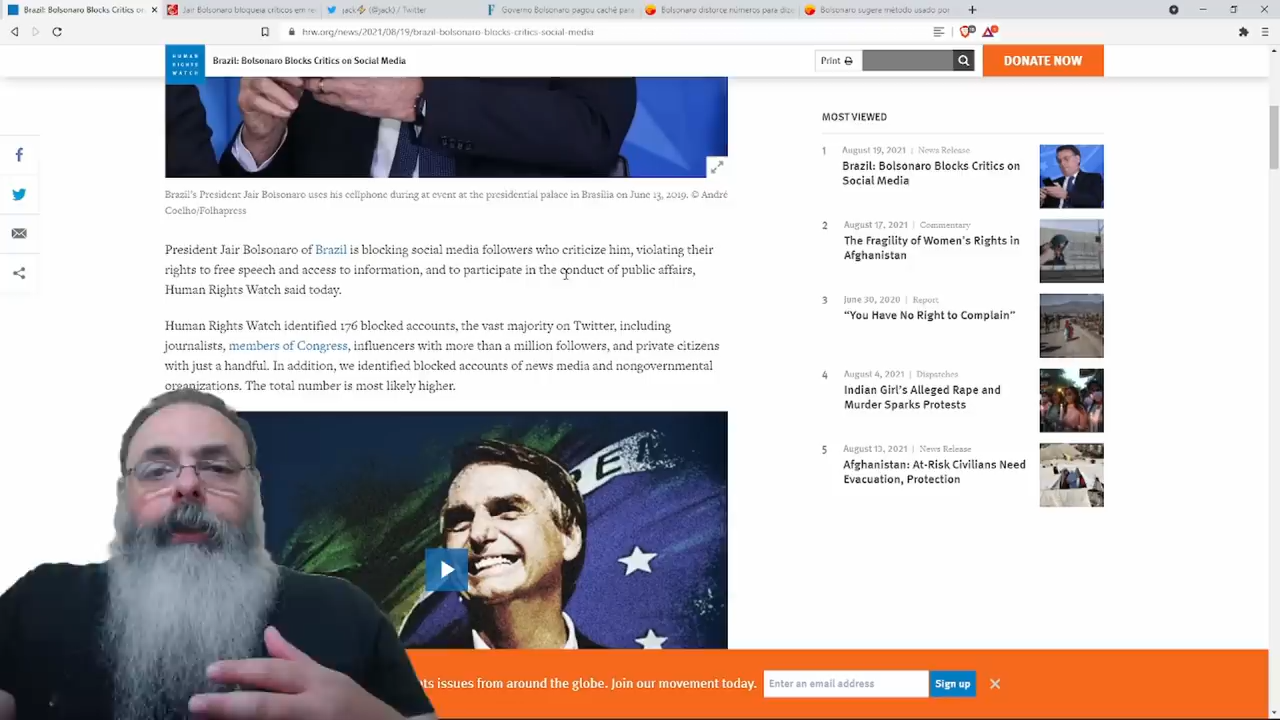 Brazil: Bolsonaro Blocks Critics on
Jair Bolsonaro bloqueia críticos em re
jack⚡ (@jack) / Twitter
Governo Bolsonaro pagou cachê para
Bolsonaro distorce números para disc
Bolsonaro sugere método usado por
hrw.org/news/2021/08/19/brazil-bolsonaro-blocks-critics-social-media
HUMAN
RIGHTS
WATCH
Brazil: Bolsonaro Blocks Critics on Social Media
Print
DONATE NOW
Brazil's President Jair Bolsonaro uses his cellphone during at event at the presidential palace in Brasilia on June 13, 2019. © André
Coelho/Folhapress
President Jair Bolsonaro of Brazil is blocking social media followers who criticize him, violating their
rights to free speech and access to information, and to participate in the conduct of public affairs,
Human Rights Watch said today.
Human Rights Watch identified 176 blocked accounts, the vast majority on Twitter, including
journalists, members of Congress, influencers with more than a million followers, and private citizens
with just a handful. In addition, we identified blocked accounts of news media and nongovernmental
organizations. The total number is most likely higher.
MOST VIEWED
1
August 19, 2021 | News Release
Brazil: Bolsonaro Blocks Critics on
Social Media
2
August 17, 2021 | Commentary
The Fragility of Women's Rights in
Afghanistan
3
June 30, 2020 | Report
"You Have No Right to Complain"
4
August 4, 2021 | Dispatches
Indian Girl's Alleged Rape and
Murder Sparks Protests
5
August 13, 2021 | News Release
Afghanistan: At-Risk Civilians Need
Evacuation, Protection
issues from around the globe. Join our movement today.
Enter an email address
Sign up